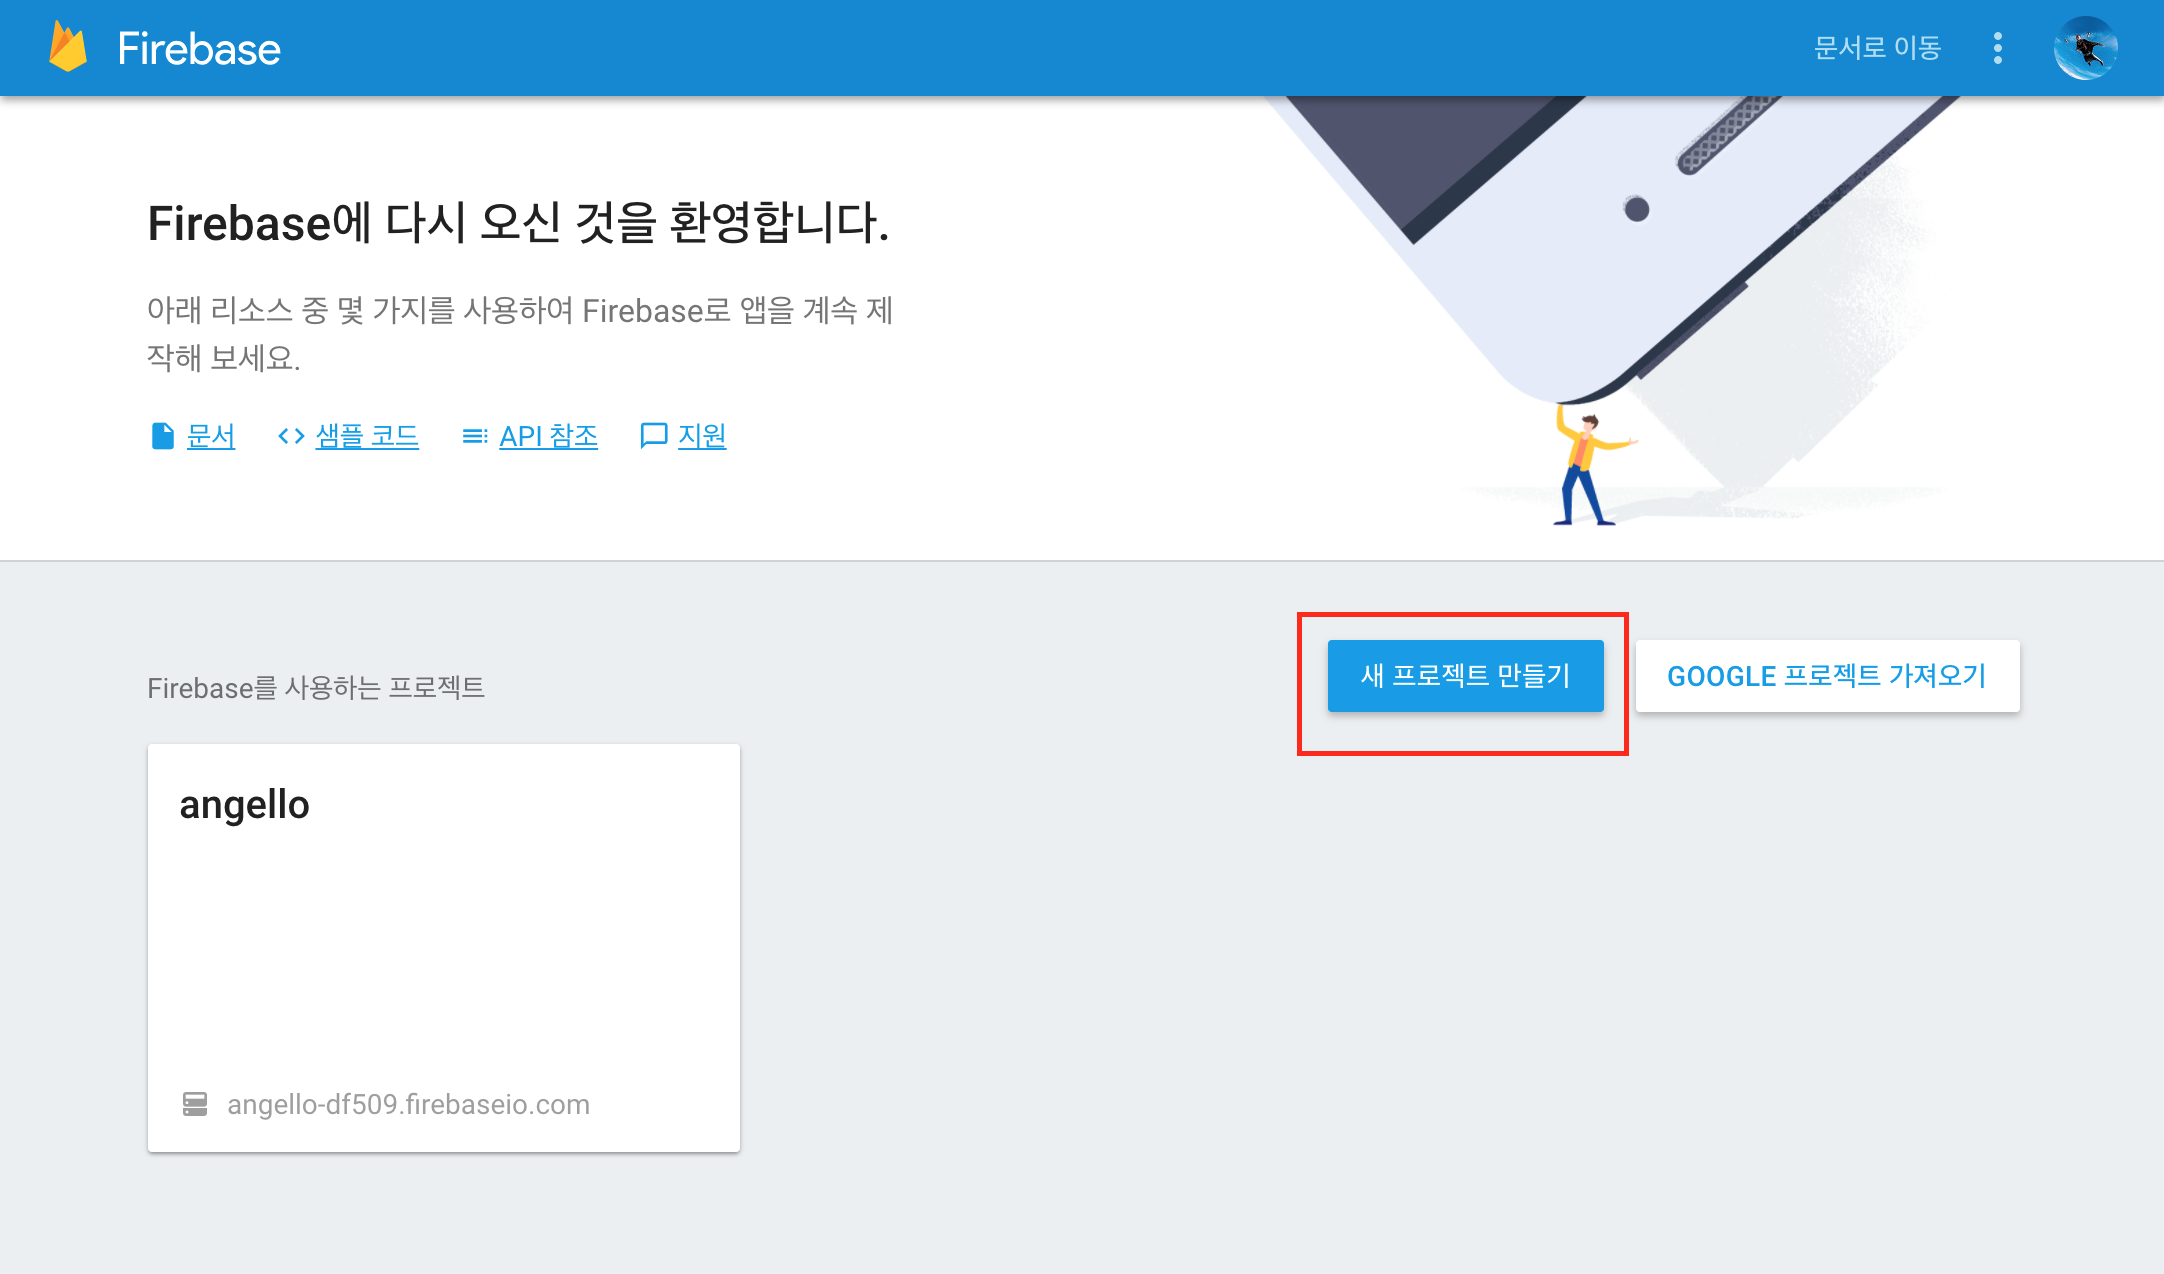 Firebase
문서로 이동
Firebase에 다시 오신 것을 환영합니다.
아래 리소스 중 몇 가지를 사용하여 Firebase로 앱을 계속 제
작해 보세요.
문서 샘플 코드 API 참조 지원
Firebase를 사용하는 프로젝트
새 프로젝트 만들기
GOOGLE 프로젝트 가져오기
angello
angello-df509.firebaseio.com